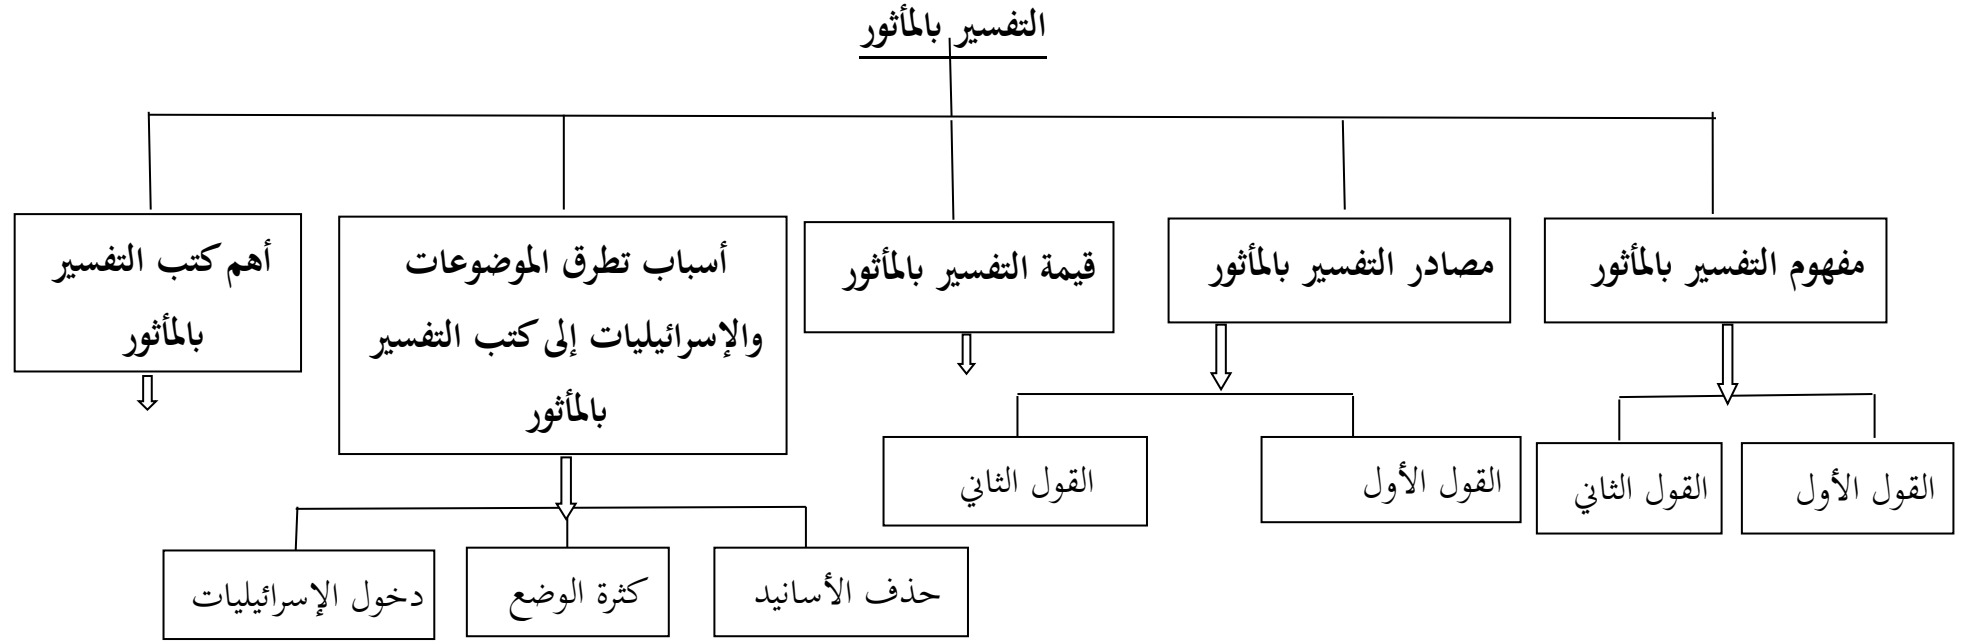 التفسير بالمأثور
مفهوم التفسير بالمأثور
مصادر التفسير بالمأثور
قيمة التفسير بالمأثور
أسباب تطرق الموضوعات
والإسرائيليات إلى كتب التفسير
بالمأثور
أهم كتب التفسير
بالمأثور
القول الأول
القول الثاني
القول الأول
القول الثاني
حذف الأسانيد
كثرة الوضع
دخول الإسرائيليات